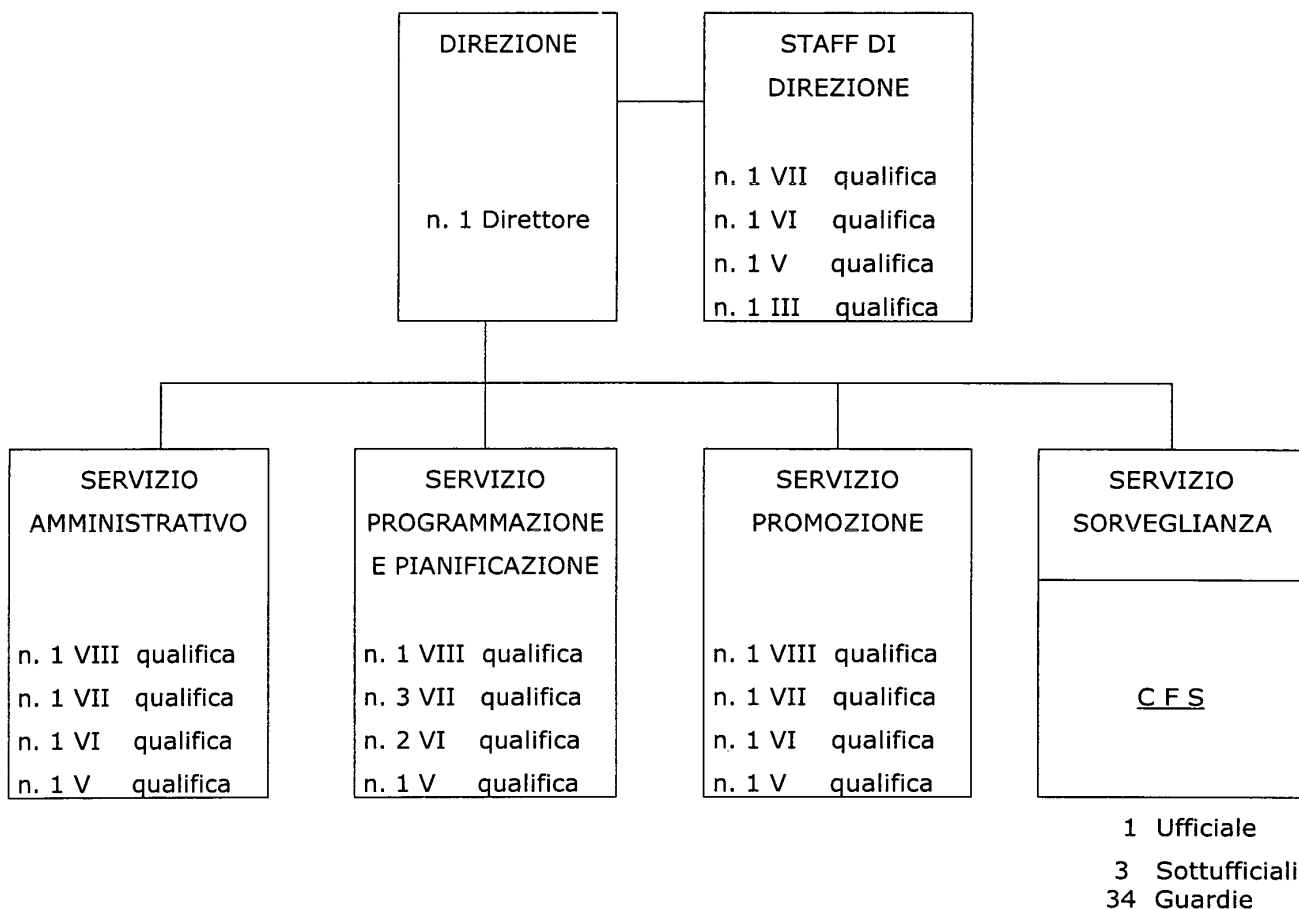 DIREZIONE
n. 1 Direttore
STAFF DI
DIREZIONE
n. 1 VII qualifica
n. 1 VI qualifica
n. 1 V qualifica
n. 1 III qualifica
SERVIZIO
AMMINISTRATIVO
n. 1 VIII qualifica
n. 1 VII qualifica
n. 1 VI qualifica
n. 1 V qualifica
SERVIZIO
PROGRAMMAZIONE
E PIANIFICAZIONE
n. 1 VIII qualifica
n. 3 VII qualifica
n. 2 VI qualifica
n. 1 V qualifica
SERVIZIO
PROMOZIONE
n. 1 VIII qualifica
n. 1 VII qualifica
n. 1 VI qualifica
n. 1 V qualifica
SERVIZIO
SORVEGLIANZA
C F S
1 Ufficiale
3 Sottufficiali
34 Guardie